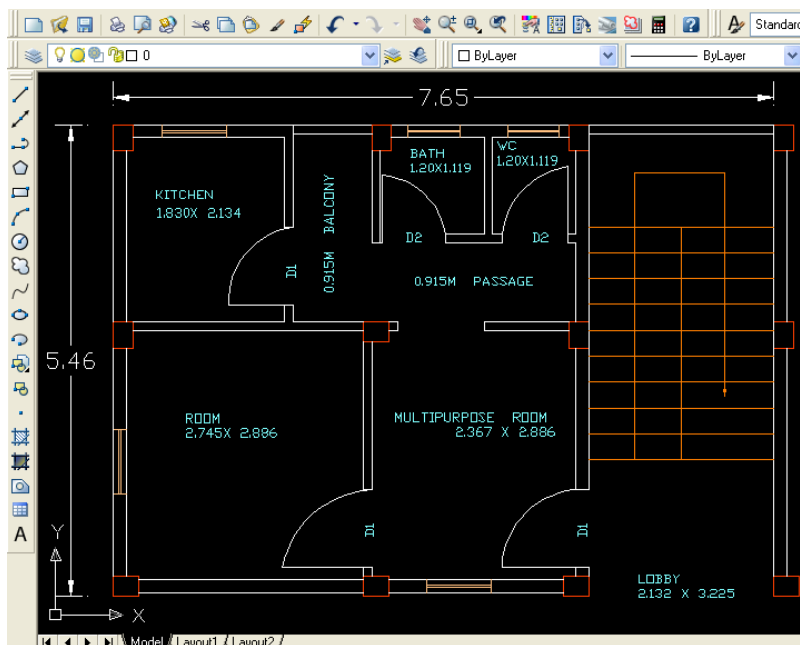 Standard
0
ByLayer
ByLayer
7.65
BATH
1.20X1.119
WC
1.20X1.119
KITCHEN
1.830X 2.134
0.915M BALCONY
D1
D2
D2
0.915M PASSAGE
5.46
ROOM
2.745X 2.886
MULTIPURPOSE ROOM
2.367 X 2.886
D1
D1
LOBBY
2.132 X 3.225
A
Y
X
Model
Layout1
Layout2